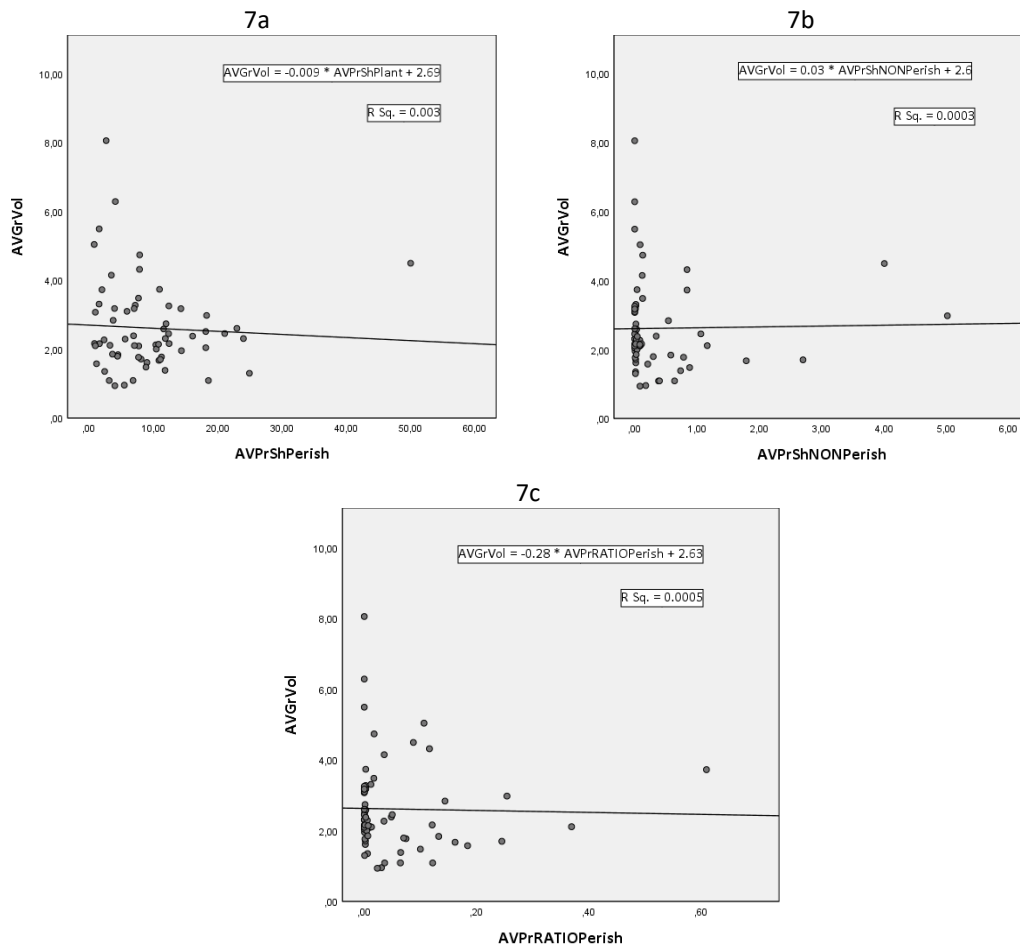 7a
AVGrVol = -0.009 * AVPrShPlant + 2.69
R Sq. = 0.003
10,00
8,00
6,00
4,00
2,00
,00
AVGrVol
,00 10,00 20,00 30,00 40,00 50,00 60,00
AVPrShPerish
7b
AVGrVol = 0.03 * AVPrShNONPerish + 2.6
R Sq. = 0.0003
10,00
8,00
6,00
4,00
2,00
,00
AVGrVol
,00 1,00 2,00 3,00 4,00 5,00 6,00
AVPrShNONPerish
7c
AVGrVol = -0.28 * AVPrRATIOPerish + 2.63
R Sq. = 0.0005
10,00
8,00
6,00
4,00
2,00
,00
AVGrVol
,00 ,20 ,40 ,60
AVPrRATIOPerish